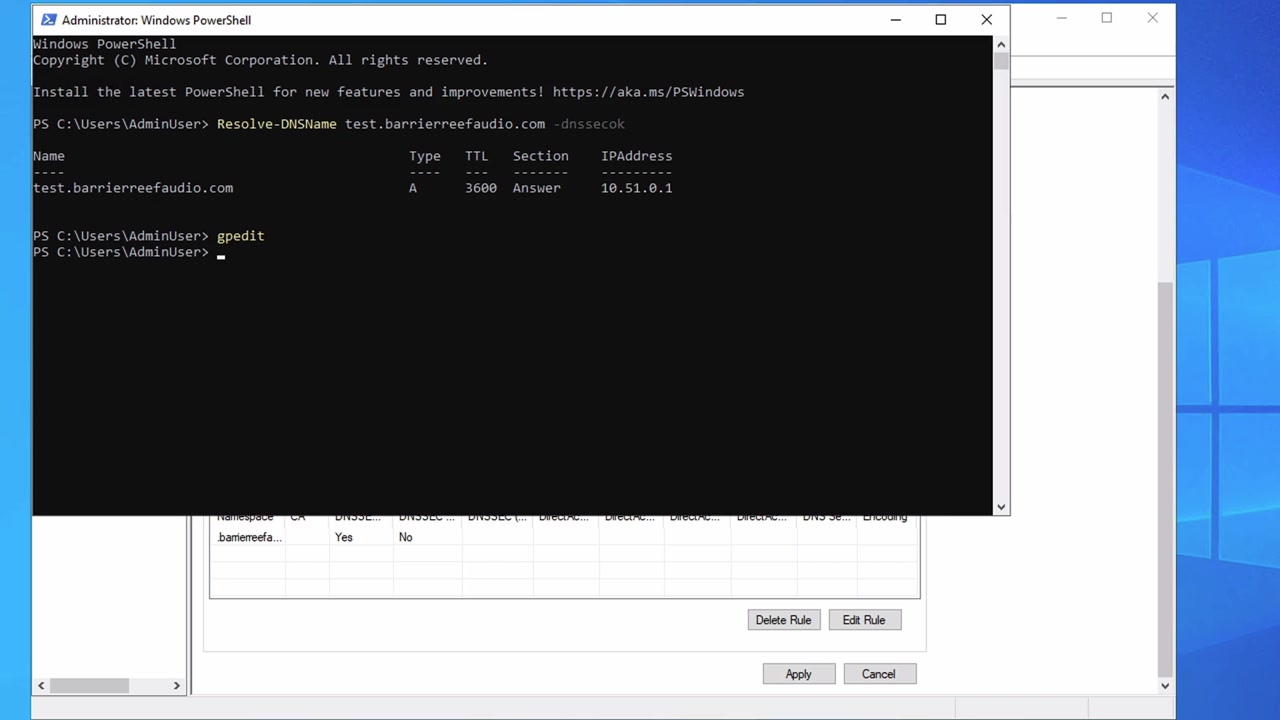 Administrator: Windows PowerShell
Windows PowerShell
Copyright (C) Microsoft Corporation. All rights reserved.
Install the latest PowerShell for new features and improvements! https://aka.ms/PSWindows
PS C:\Users\AdminUser> Resolve-DNSName test.barrierreefaudio.com -dnssecok
Name Type TTL Section IPAddress
---- ---- --- ------- ---------
test.barrierreefaudio.com A 3600 Answer 10.51.0.1
PS C:\Users\AdminUser> gpedit
PS C:\Users\AdminUser>
Namespace CA DNSSE... DNSSEC ... DNSSEC (... DirectAc... DirectAc... DirectAc... DirectAc... DNS Se... Encoding
.barrierreefa... Yes No
Delete Rule Edit Rule
Apply Cancel